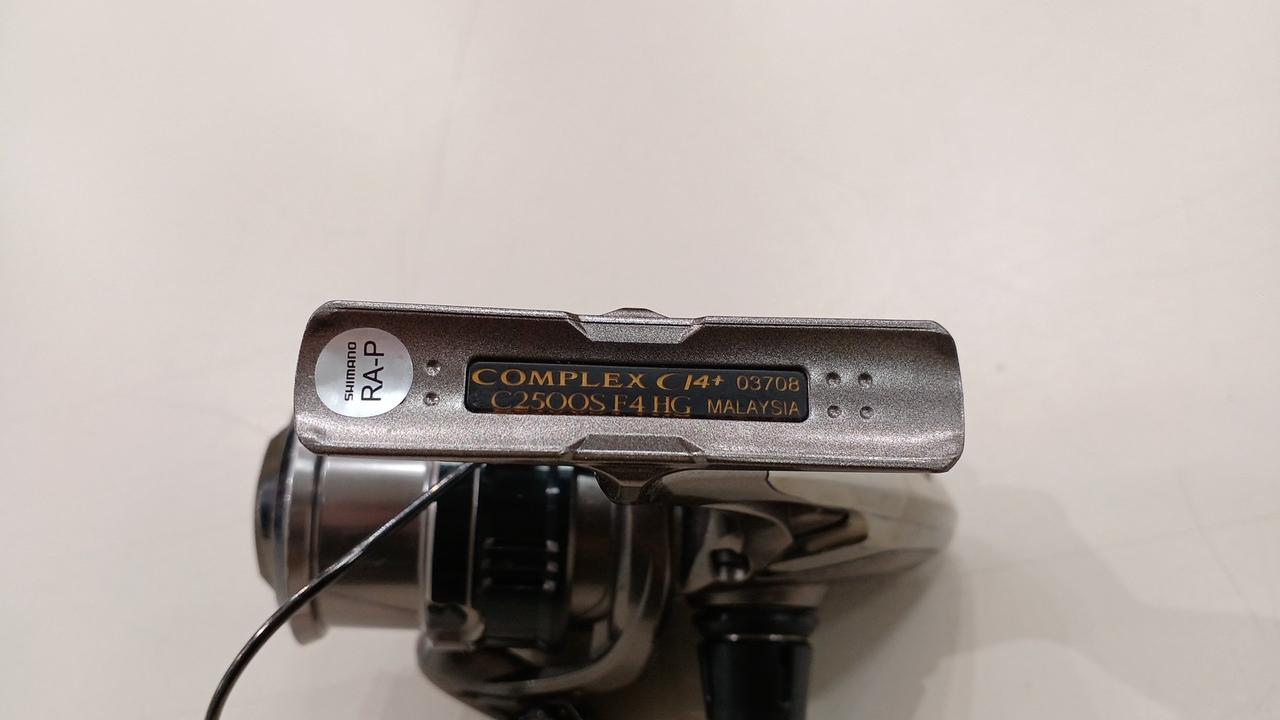 SHIMANO
RA-P
COMPLEX CI4+ 03708
C2500S F4 HG MALAYSIA